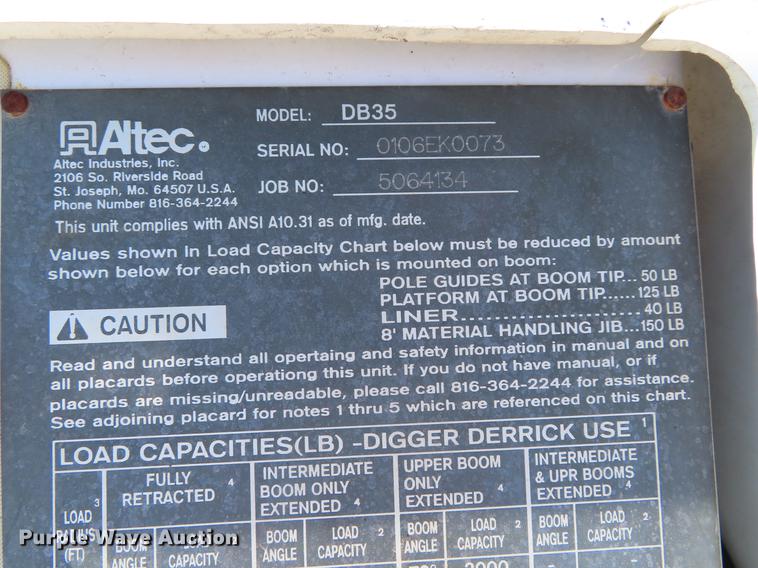 Altec.
Altec Industries, Inc.
2106 So. Riverside Road
St. Joseph, Mo. 64507 U.S.A.
Phone Number 816-364-2244
MODEL: DB35
SERIAL NO: 0106EK0073
JOB NO: 5064134
This unit complies with ANSI A10.31 as of mfg. date.
Values shown In Load Capacity Chart below must be reduced by amount
shown below for each option which is mounted on boom:
POLE GUIDES AT BOOM TIP... 50 LB
PLATFORM AT BOOM TIP...... 125 LB
LINER...................... 40 LB
8' MATERIAL HANDLING JIB...150 LB
CAUTION
Read and understand all opertaing and safety information in manual and on
all placards before operationg this unit. If you do not have manual, or if
placards are missing/unreadable, please call 816-364-2244 for assistance.
See adjoining placard for notes 1 thru 5 which are referenced on this chart.
LOAD CAPACITIES(LB) -DIGGER DERRICK USE 1
LOAD 3
RADIUS
(FT)
FULLY
RETRACTED 4
INTERMEDIATE
BOOM ONLY
EXTENDED 4
UPPER BOOM
ONLY
EXTENDED 4
INTERMEDIATE
& UPR BOOMS
EXTENDED 4
BOOM ANGLE
LOAD CAPACITY
BOOM ANGLE
LOAD CAPACITY 2
BOOM ANGLE
LOAD CAPACITY 2
BOOM ANGLE
LOAD CAPACITY 2
Purple Wave Auction